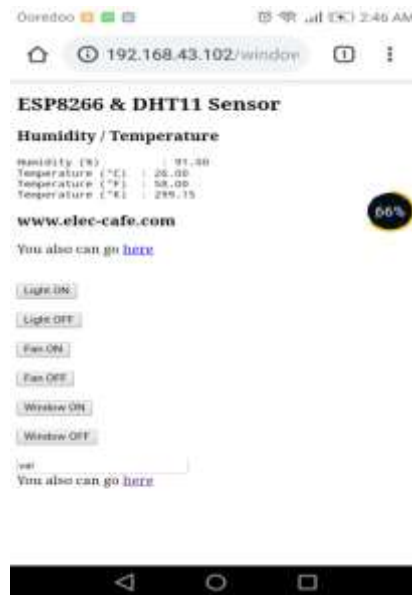 Ooredoo 2:46 AM
192.168.43.102/window
1
ESP8266 & DHT11 Sensor
Humidity / Temperature
Humidity (%) : 91.00
Temperature (°C) : 26.00
Temperature (°F) : 58.00
Temperature (°K) : 299.15
66%
www.elec-cafe.com
You also can go here
Light ON
Light OFF
Fan ON
Fan OFF
Window ON
Window OFF
val
You also can go here